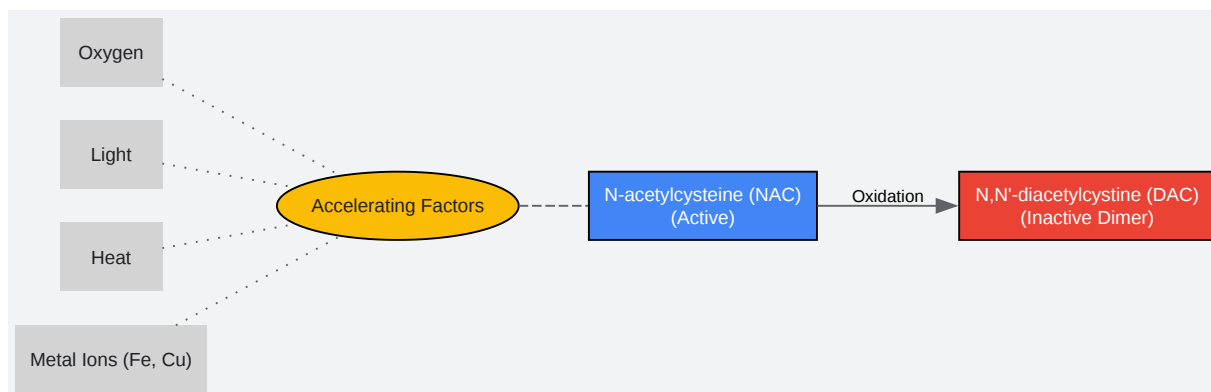 Oxygen
Light
Heat
Metal Ions (Fe, Cu)
Accelerating Factors
N-acetylcysteine (NAC)
(Active)
Oxidation
N,N'-diacetylcystine (DAC)
(Inactive Dimer)